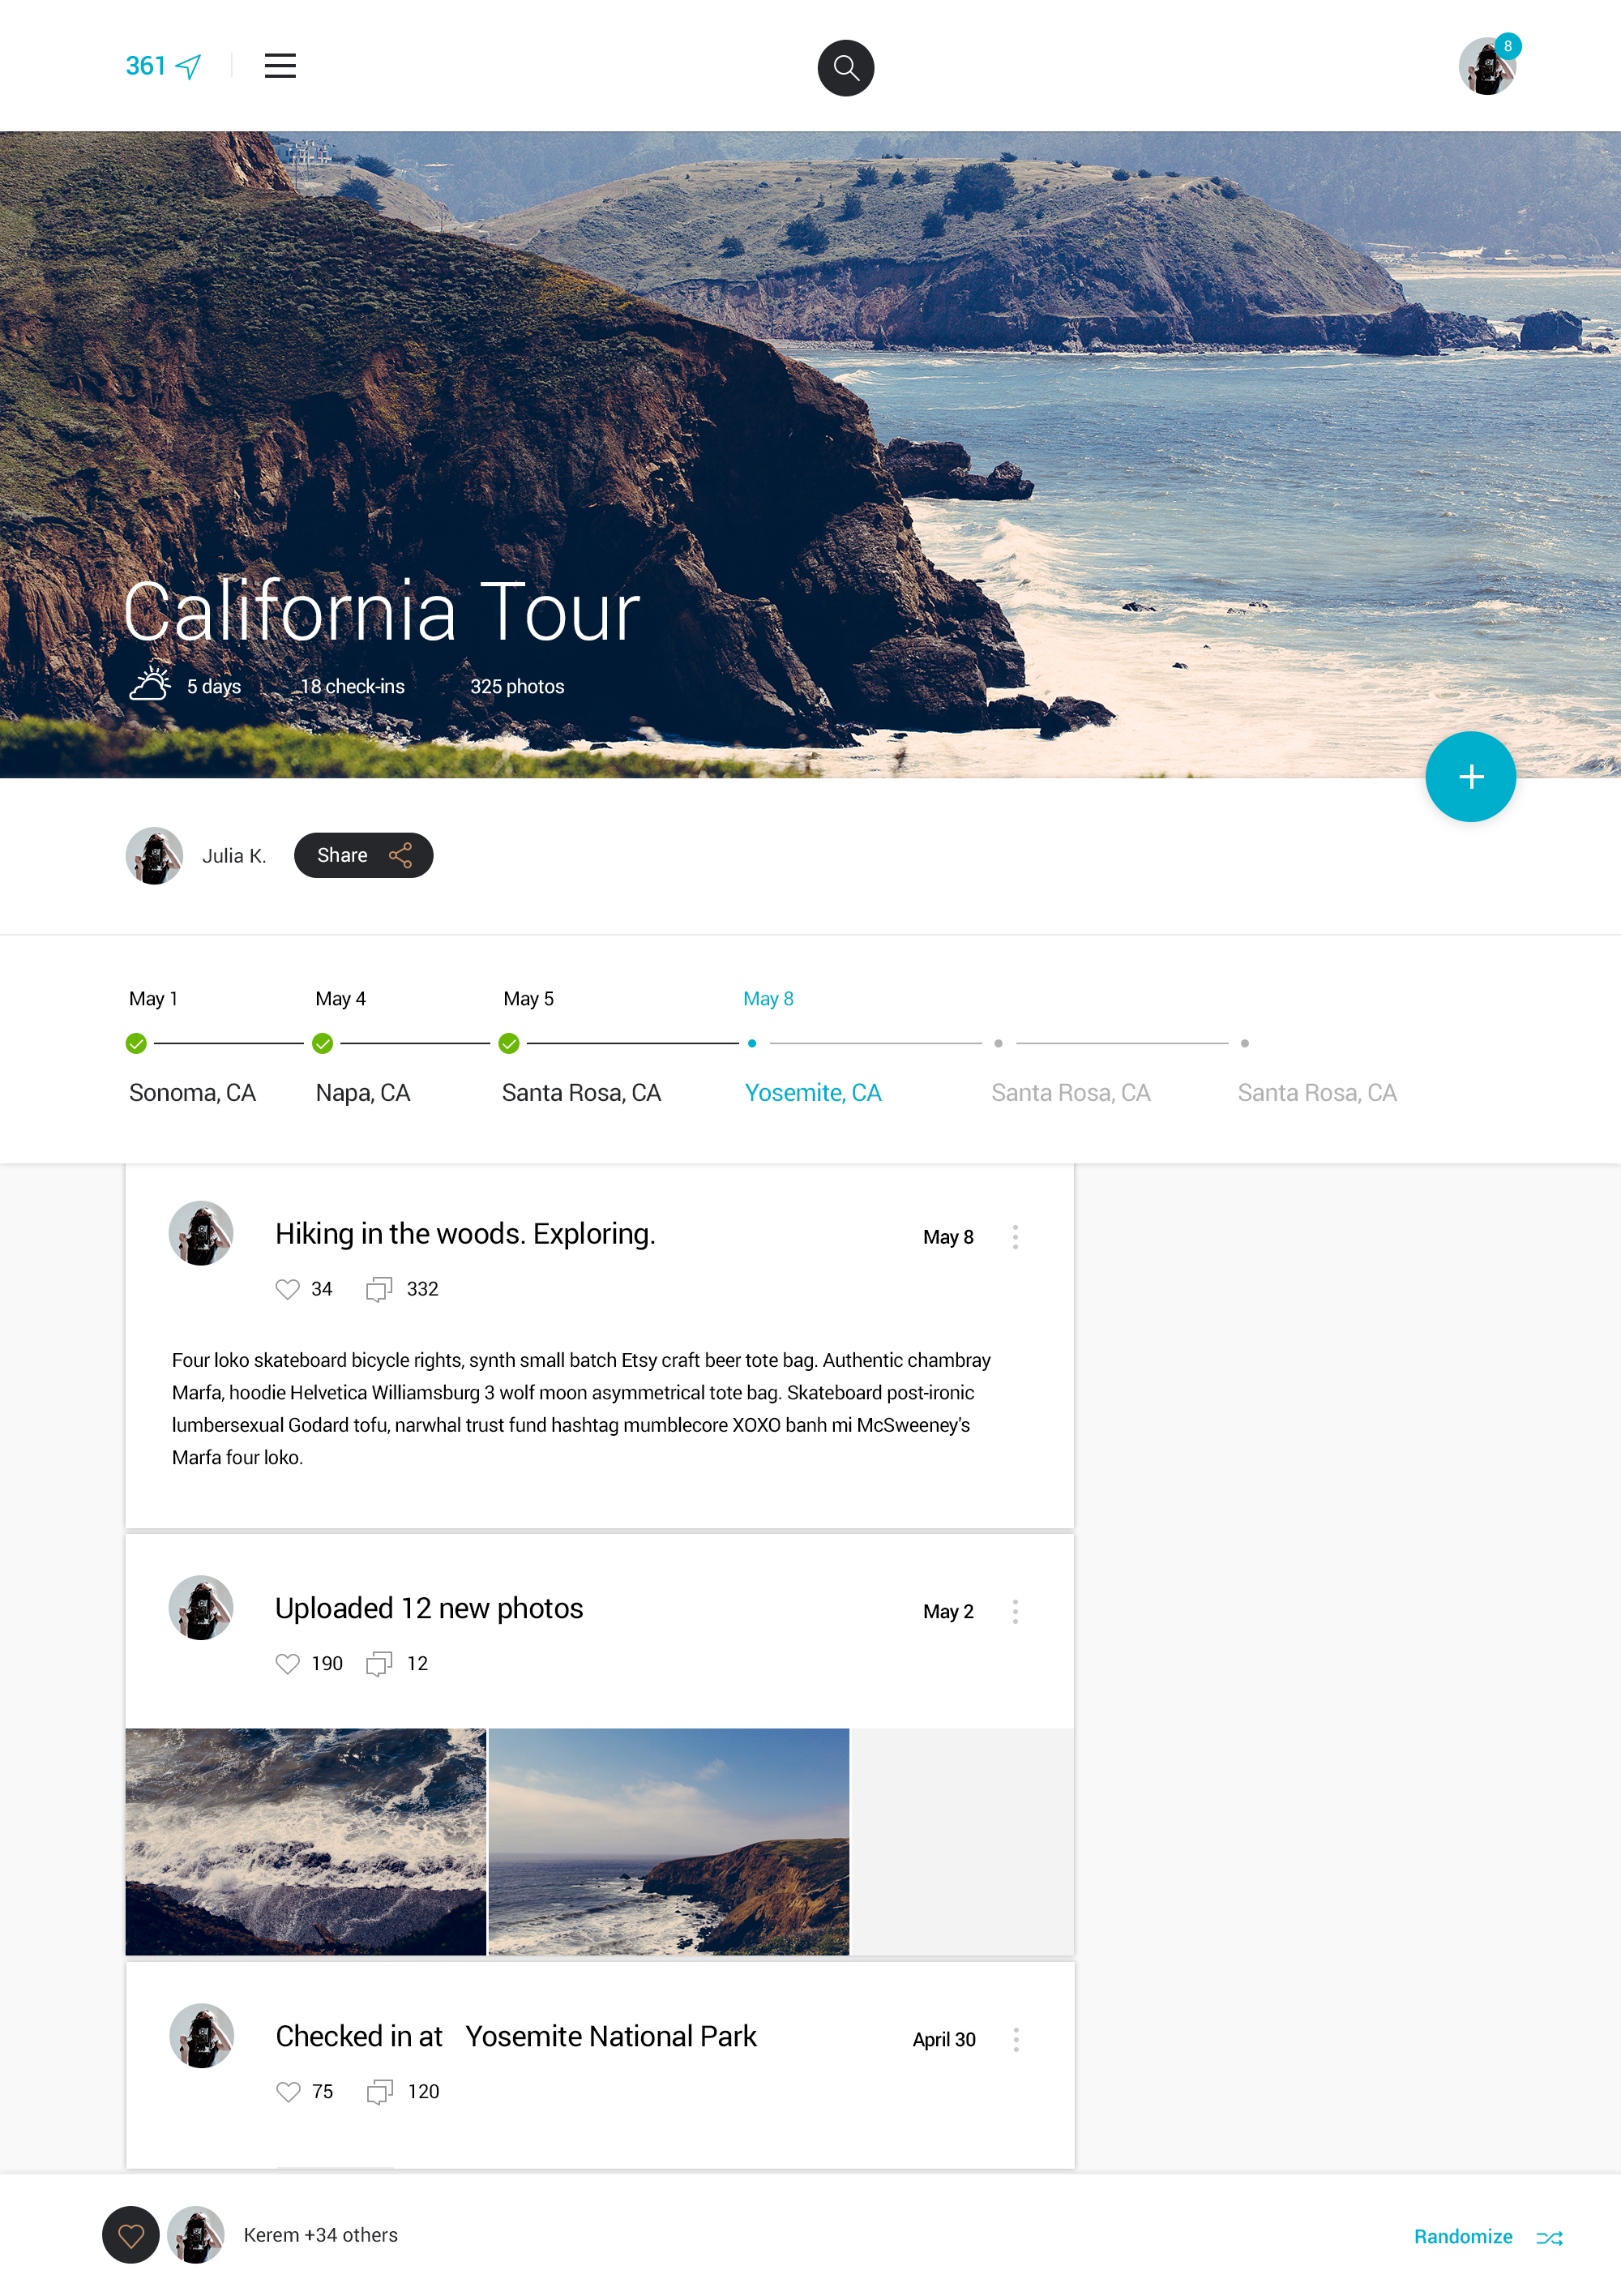 361
8
California Tour
5 days 18 check-ins 325 photos
Julia K. Share
May 1 May 4 May 5 May 8
Sonoma, CA Napa, CA Santa Rosa, CA Yosemite, CA Santa Rosa, CA Santa Rosa, CA
Hiking in the woods. Exploring. May 8
34 332
Four loko skateboard bicycle rights, synth small batch Etsy craft beer tote bag. Authentic chambray
Marfa, hoodie Helvetica Williamsburg 3 wolf moon asymmetrical tote bag. Skateboard post-ironic
lumbersexual Godard tofu, narwhal trust fund hashtag mumblecore XOXO banh mi McSweeney's
Marfa four loko.
Uploaded 12 new photos May 2
190 12
Checked in at Yosemite National Park April 30
75 120
Kerem +34 others Randomize